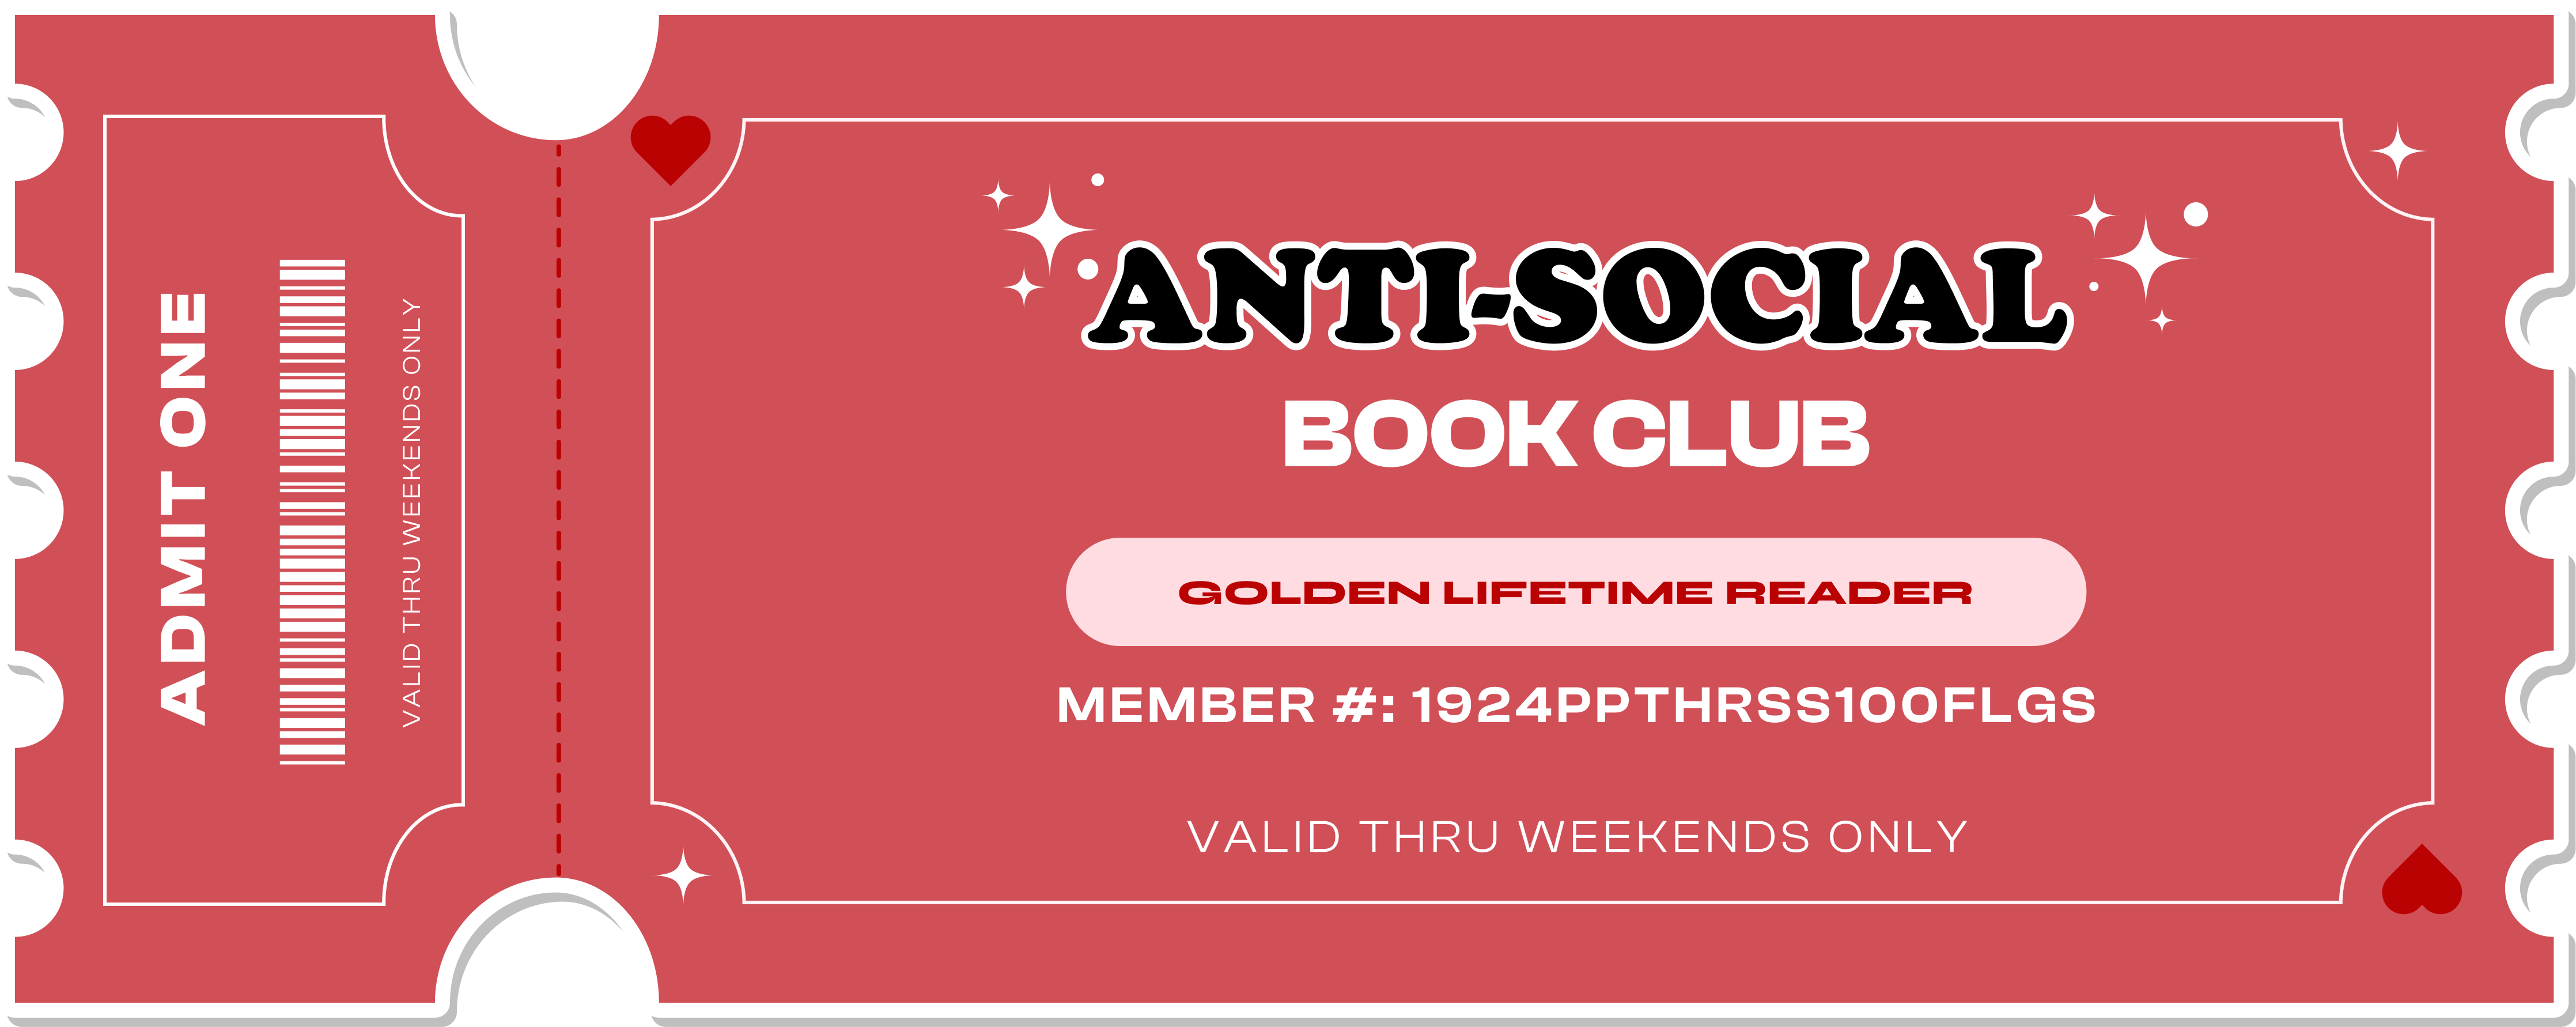 ADMIT ONE
VALID THRU WEEKENDS ONLY
ANTI-SOCIAL
BOOK CLUB
GOLDEN LIFETIME READER
MEMBER #: 1924PPTHRSS100FLGS
VALID THRU WEEKENDS ONLY